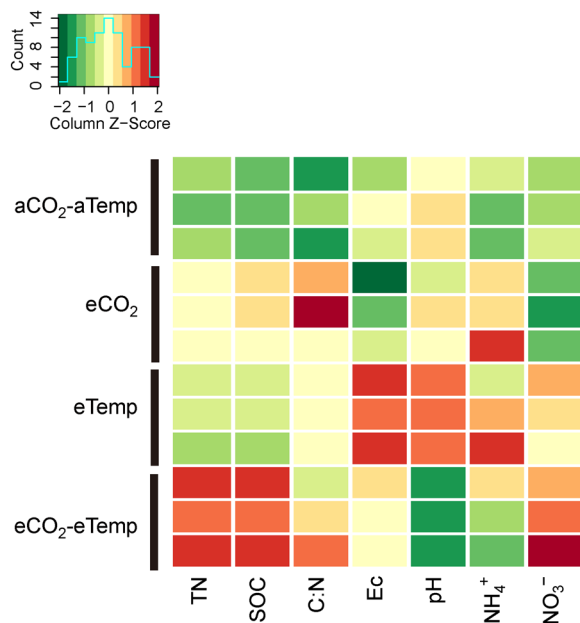 Count
0 4 8 14
−2 −1 0 1 2
Column Z-Score
aCO₂-aTemp
eCO₂
eTemp
eCO₂-eTemp
TN SOC C:N Ec pH NH₄⁺ NO₃⁻